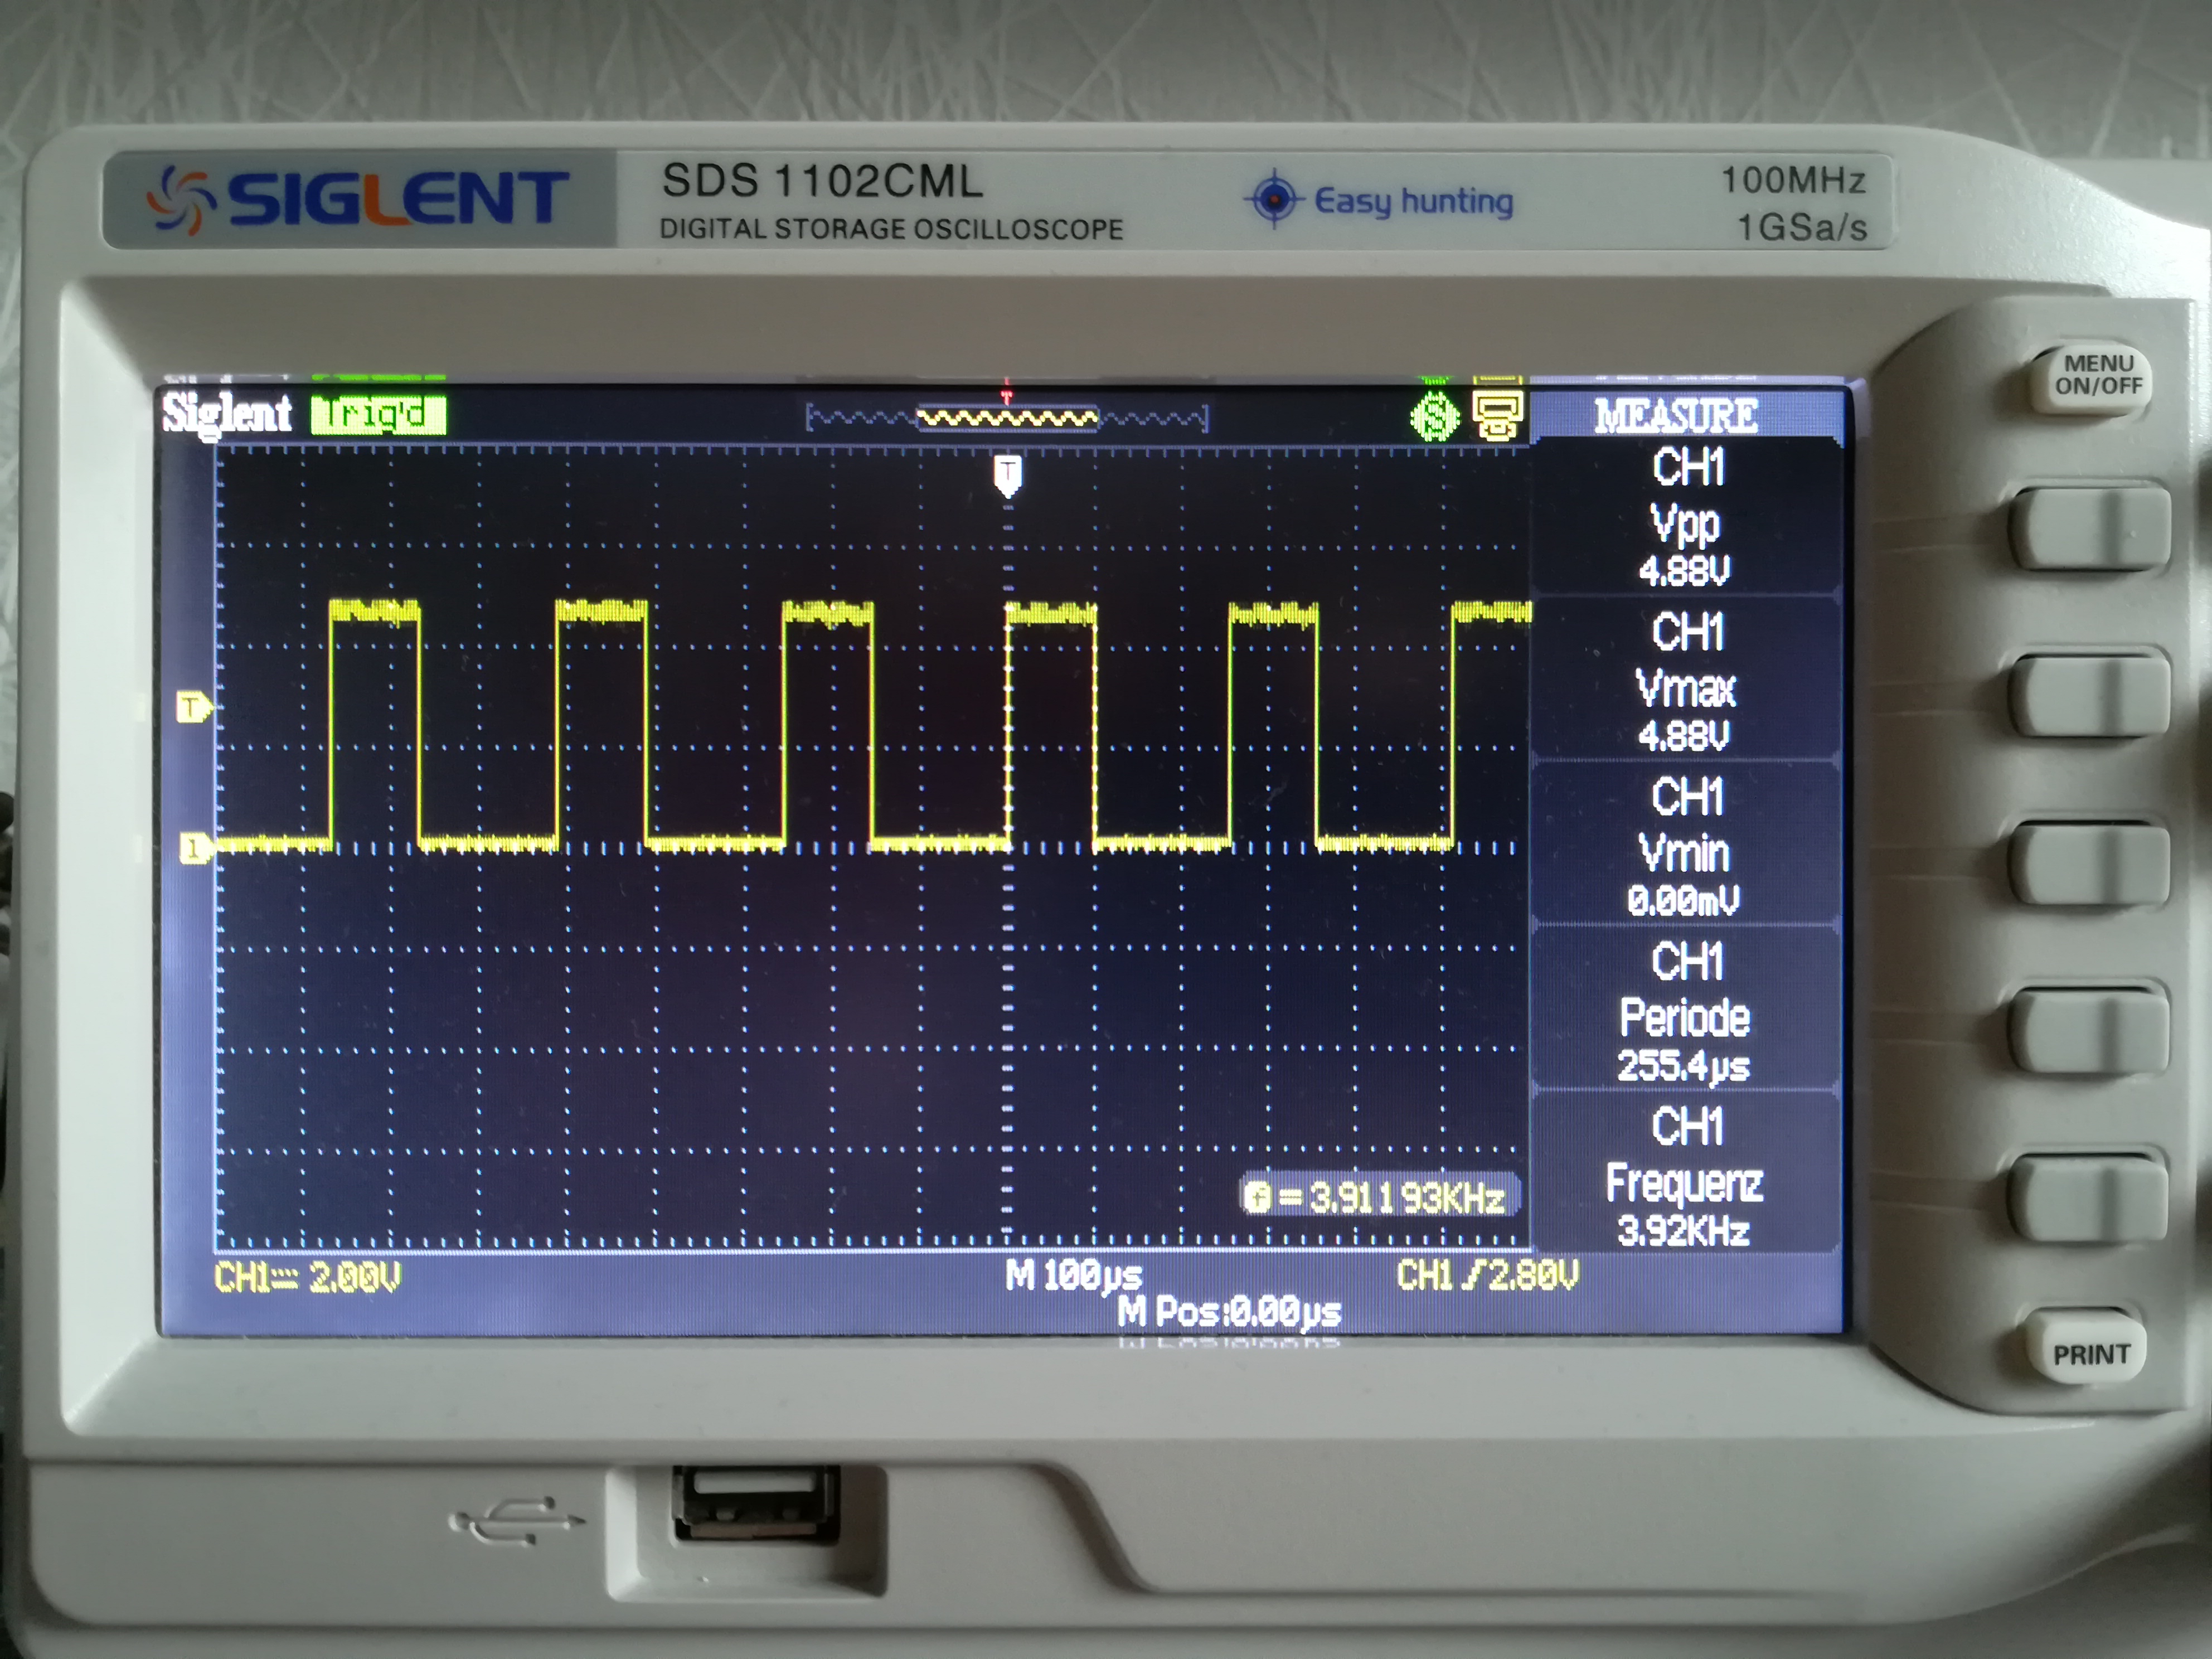 SIGLENT
SDS 1102CML
DIGITAL STORAGE OSCILLOSCOPE
Easy hunting
100MHz
1GSa/s
MENU
ON/OFF
Siglent Trig'd
T
MEASURE
T
CH1
Vpp
4.88V
CH1
Vmax
4.88V
T
CH1
Vmin
0.00mV
1
CH1
Periode
255.4µs
CH1
Frequenz
3.92KHz
f = 3.91193KHz
CH1 2.00V
M 100µs
CH1 2.80V
M Pos:0.00µs
PRINT